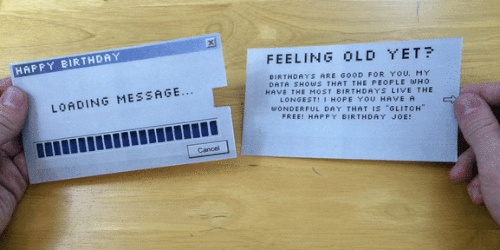 HAPPY BIRTHDAY
LOADING MESSAGE...
Cancel
FEELING OLD YET?
BIRTHDAYS ARE GOOD FOR YOU. MY
DATA SHOWS THAT THE PEOPLE WHO
HAVE THE MOST BIRTHDAYS LIVE THE
LONGEST! I HOPE YOU HAVE A
WONDERFUL DAY THAT IS "GLITCH"
FREE! HAPPY BIRTHDAY JOE!